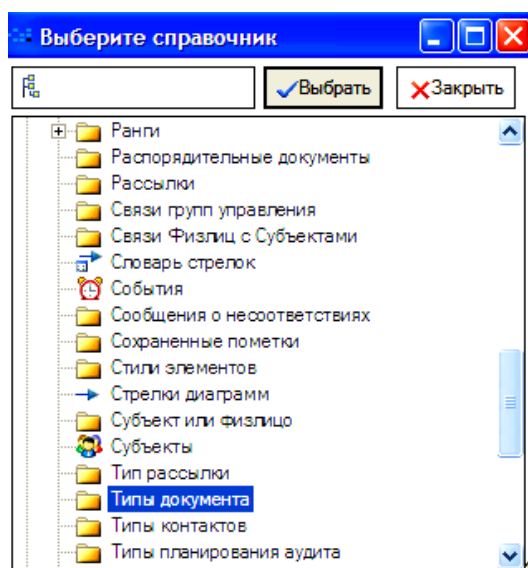 Выберите справочник
Выбрать Закрыть
Ранги
Распорядительные документы
Рассылки
Связи групп управления
Связи Физлиц с Субъектами
Словарь стрелок
События
Сообщения о несоответствиях
Сохраненные пометки
Стили элементов
Стрелки диаграмм
Субъект или физлицо
Субъекты
Тип рассылки
Типы документа
Типы контактов
Типы планирования аудита